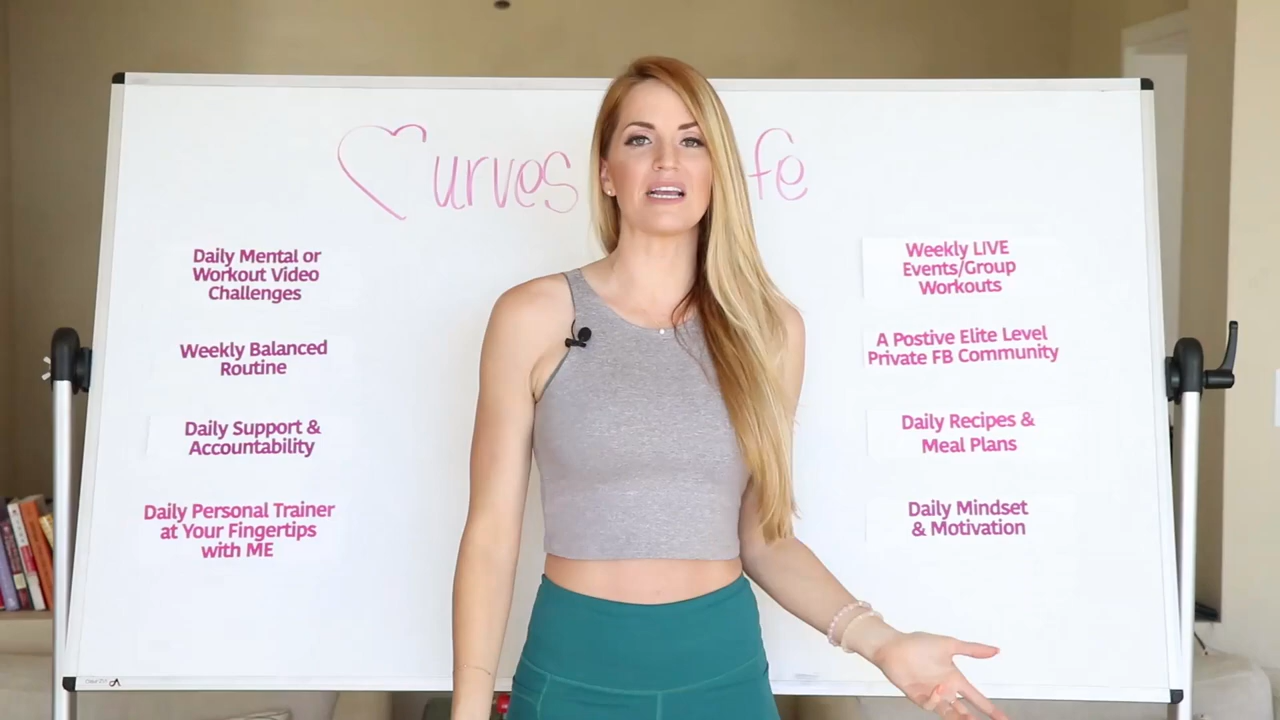 Curves
fe
Daily Mental or
Workout Video
Challenges
Weekly Balanced
Routine
Daily Support &
Accountability
Daily Personal Trainer
at Your Fingertips
with ME
Weekly LIVE
Events/Group
Workouts
A Postive Elite Level
Private FB Community
Daily Recipes &
Meal Plans
Daily Mindset
& Motivation